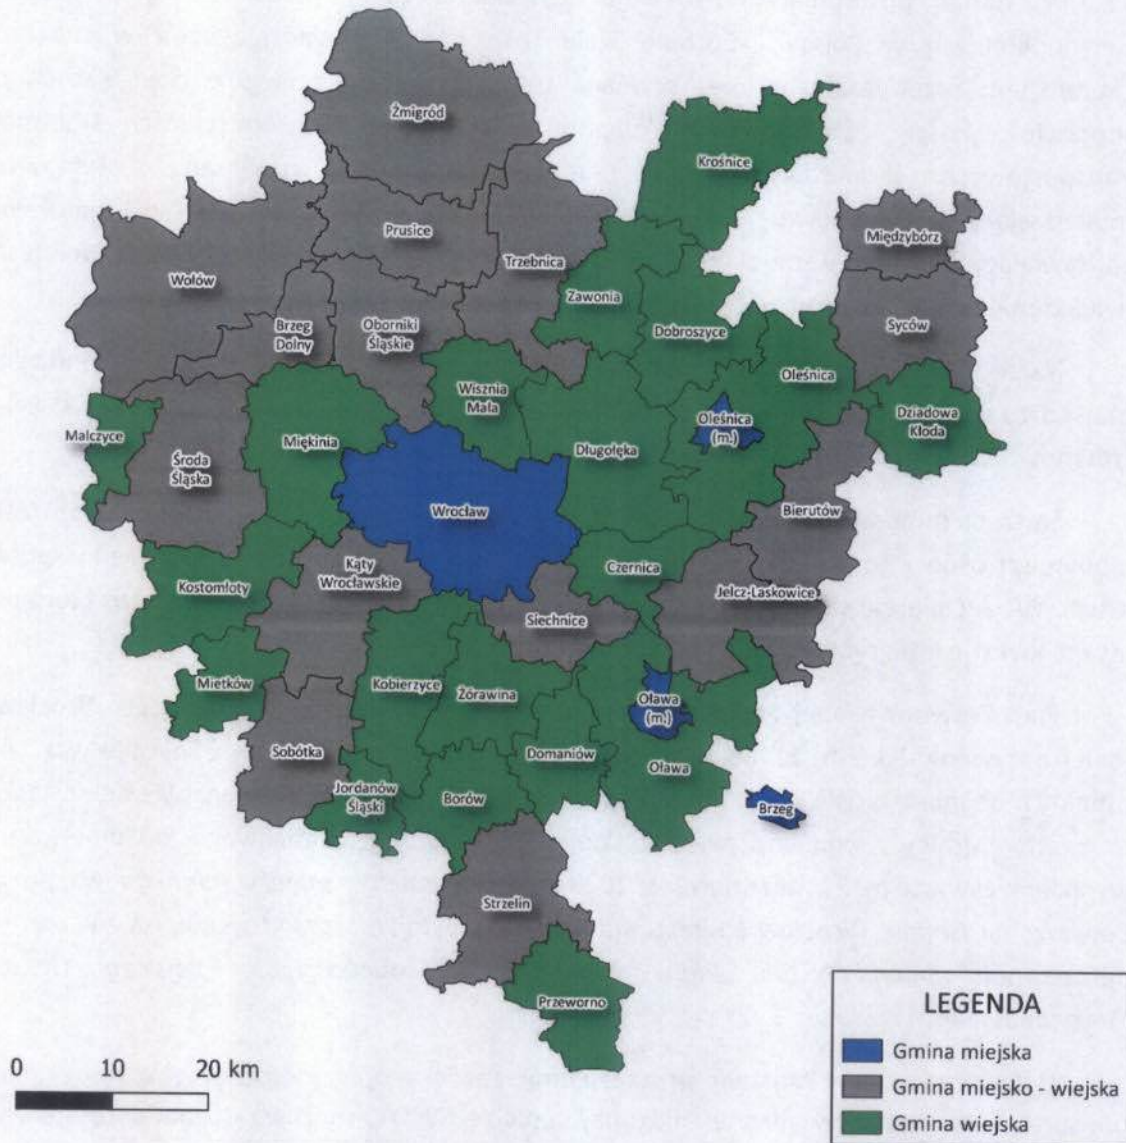 Żmigród
Krośnice
Prusice
Międzybórz
Trzebnica
Wołów
Zawonia
Brzeg
Dolny
Oborniki
Śląskie
Dobroszyce
Syców
Oleśnica
Wisznia
Mała
Oleśnica
(m.)
Dziadowa
Kłoda
Malczyce
Miękinia
Długołęka
Środa
Śląska
Wrocław
Bierutów
Kąty
Wrocławskie
Czernica
Kostomłoty
Jelcz-Laskowice
Siechnice
Mietków
Kobierzyce
Żórawina
Oława
(m.)
Sobótka
Domaniów
Oława
Jordanów
Śląski
Borów
Brzeg
Strzelin
Przeworno
LEGENDA
Gmina miejska
Gmina miejsko - wiejska
Gmina wiejska
0 10 20 km